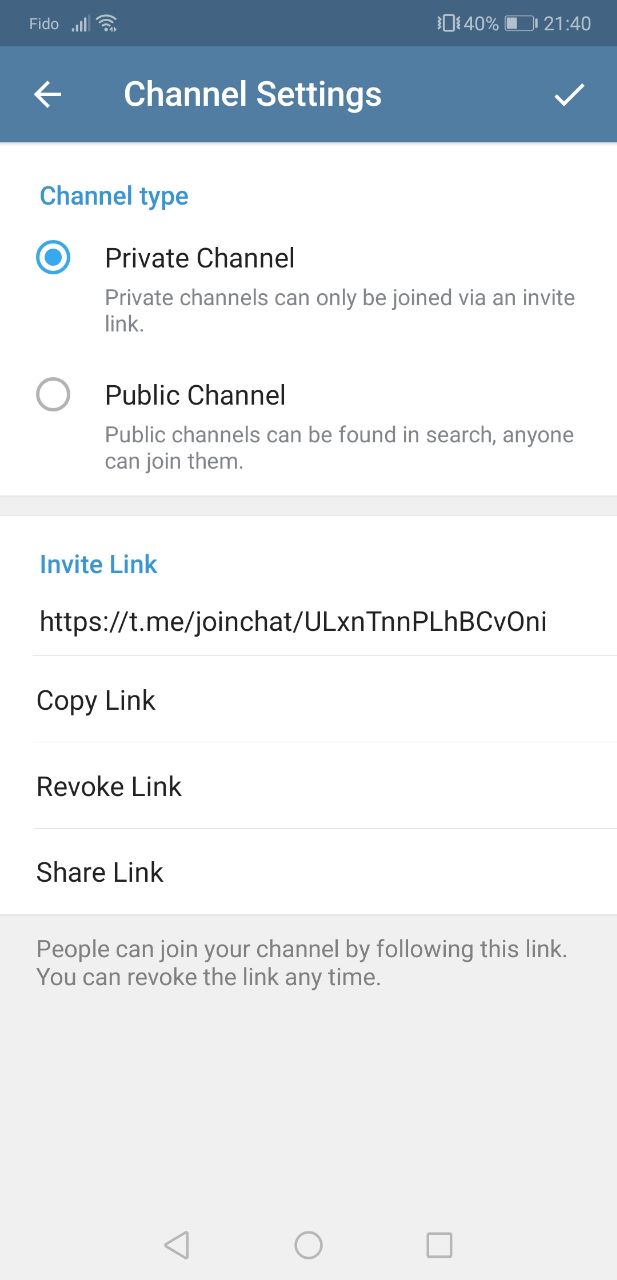 Fido 40% 21:40
Channel Settings
Channel type
Private Channel
Private channels can only be joined via an invite
link.
Public Channel
Public channels can be found in search, anyone
can join them.
Invite Link
https://t.me/joinchat/ULxnTnnPLhBCvOni
Copy Link
Revoke Link
Share Link
People can join your channel by following this link.
You can revoke the link any time.